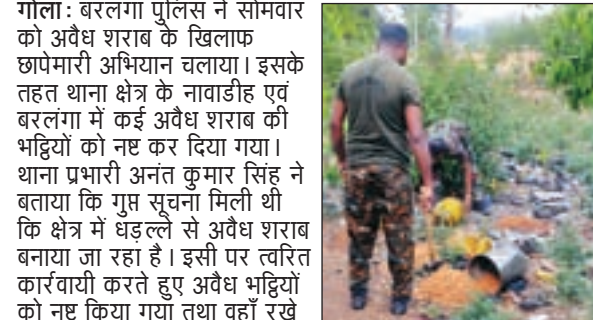 गोला: बरलंगा पुलिस ने सोमवार
को अवैध शराब के खिलाफ
छापेमारी अभियान चलाया। इसके
तहत थाना क्षेत्र के नावाडीह एवं
बरलंगा में कई अवैध शराब की
भट्ठियों को नष्ट कर दिया गया।
थाना प्रभारी अनंत कुमार सिंह ने
बताया कि गुप्त सूचना मिली थी
कि क्षेत्र में धड़ल्ले से अवैध शराब
बनाया जा रहा है। इसी पर त्वरित
कार्रवायी करते हुए अवैध भट्ठियों
को नष्ट किया गया तथा वहाँ रखे